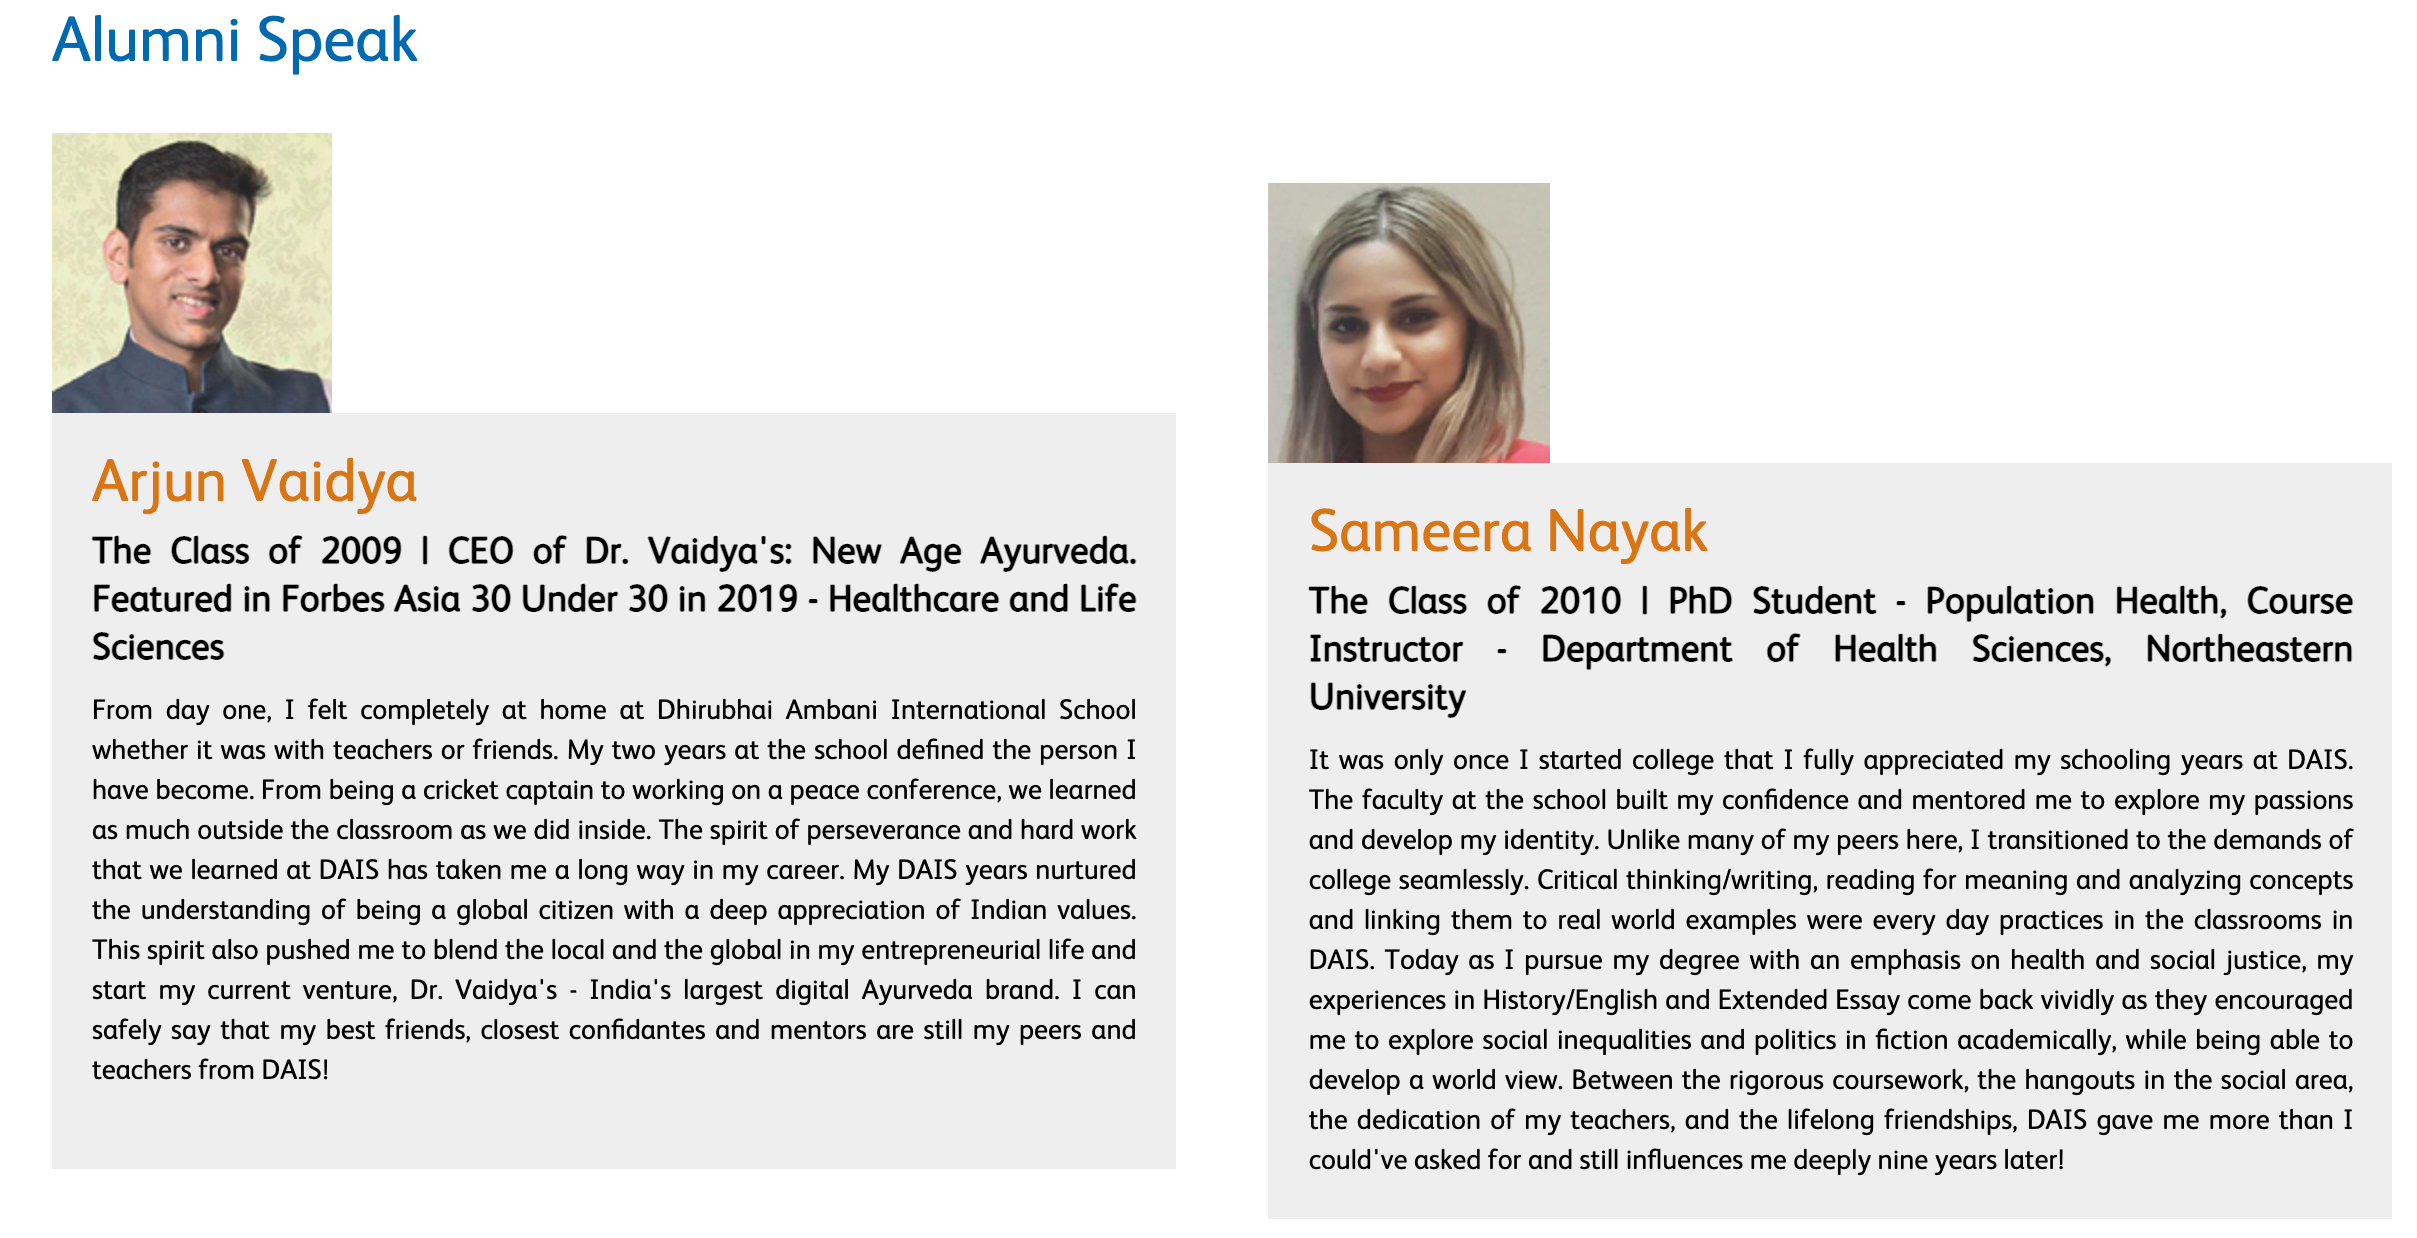 Alumni Speak
Arjun Vaidya
The Class of 2009 | CEO of Dr. Vaidya's: New Age Ayurveda.
Featured in Forbes Asia 30 Under 30 in 2019 - Healthcare and Life
Sciences
From day one, I felt completely at home at Dhirubhai Ambani International School
whether it was with teachers or friends. My two years at the school defined the person I
have become. From being a cricket captain to working on a peace conference, we learned
as much outside the classroom as we did inside. The spirit of perseverance and hard work
that we learned at DAIS has taken me a long way in my career. My DAIS years nurtured
the understanding of being a global citizen with a deep appreciation of Indian values.
This spirit also pushed me to blend the local and the global in my entrepreneurial life and
start my current venture, Dr. Vaidya's - India's largest digital Ayurveda brand. I can
safely say that my best friends, closest confidantes and mentors are still my peers and
teachers from DAIS!
Sameera Nayak
The Class of 2010 | PhD Student - Population Health, Course
Instructor - Department of Health Sciences, Northeastern
University
It was only once I started college that I fully appreciated my schooling years at DAIS.
The faculty at the school built my confidence and mentored me to explore my passions
and develop my identity. Unlike many of my peers here, I transitioned to the demands of
college seamlessly. Critical thinking/writing, reading for meaning and analyzing concepts
and linking them to real world examples were every day practices in the classrooms in
DAIS. Today as I pursue my degree with an emphasis on health and social justice, my
experiences in History/English and Extended Essay come back vividly as they encouraged
me to explore social inequalities and politics in fiction academically, while being able to
develop a world view. Between the rigorous coursework, the hangouts in the social area,
the dedication of my teachers, and the lifelong friendships, DAIS gave me more than I
could've asked for and still influences me deeply nine years later!